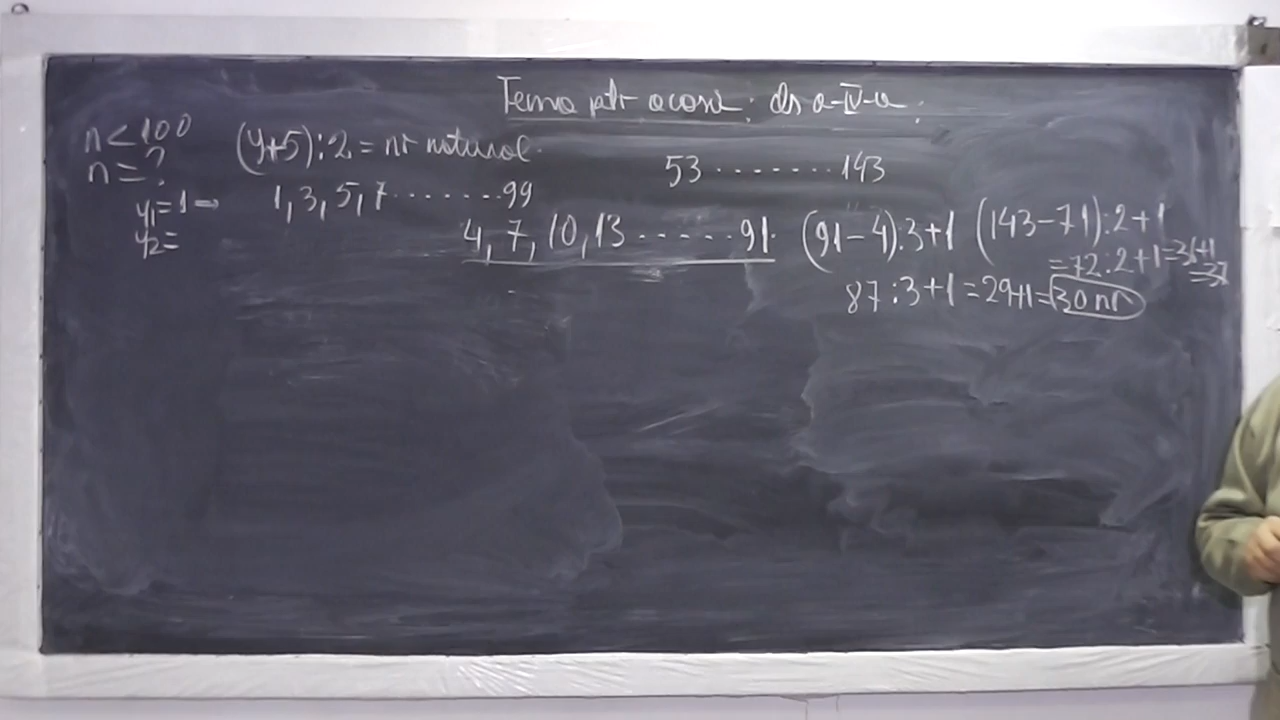 Tema ptr acasă: cls a-IV-a.
n < 100
n = ?
(y+5):2 = nr natural.
y₁ = 1 ⇒ 1, 3, 5, 7 ....... 99
y₂ =
53 ........ 143
4, 7, 10, 13 ...... 91.
(91-4):3+1
87:3+1 = 29+1 = 30 nr
(143-71):2+1
= 72:2+1 = 36+1
= 37